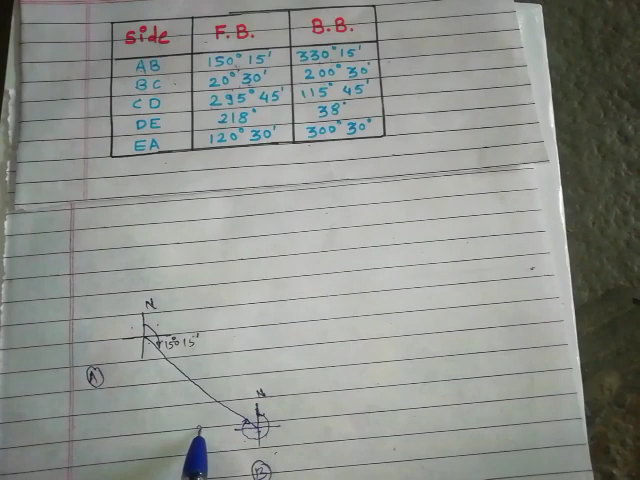 side F.B. B.B.
AB 150° 15' 330° 15'
BC 20° 30' 200° 30'
CD 295° 45' 115° 45'
DE 218° 38°
EA 120° 30' 300° 30'
N
150 15'
A
N
B